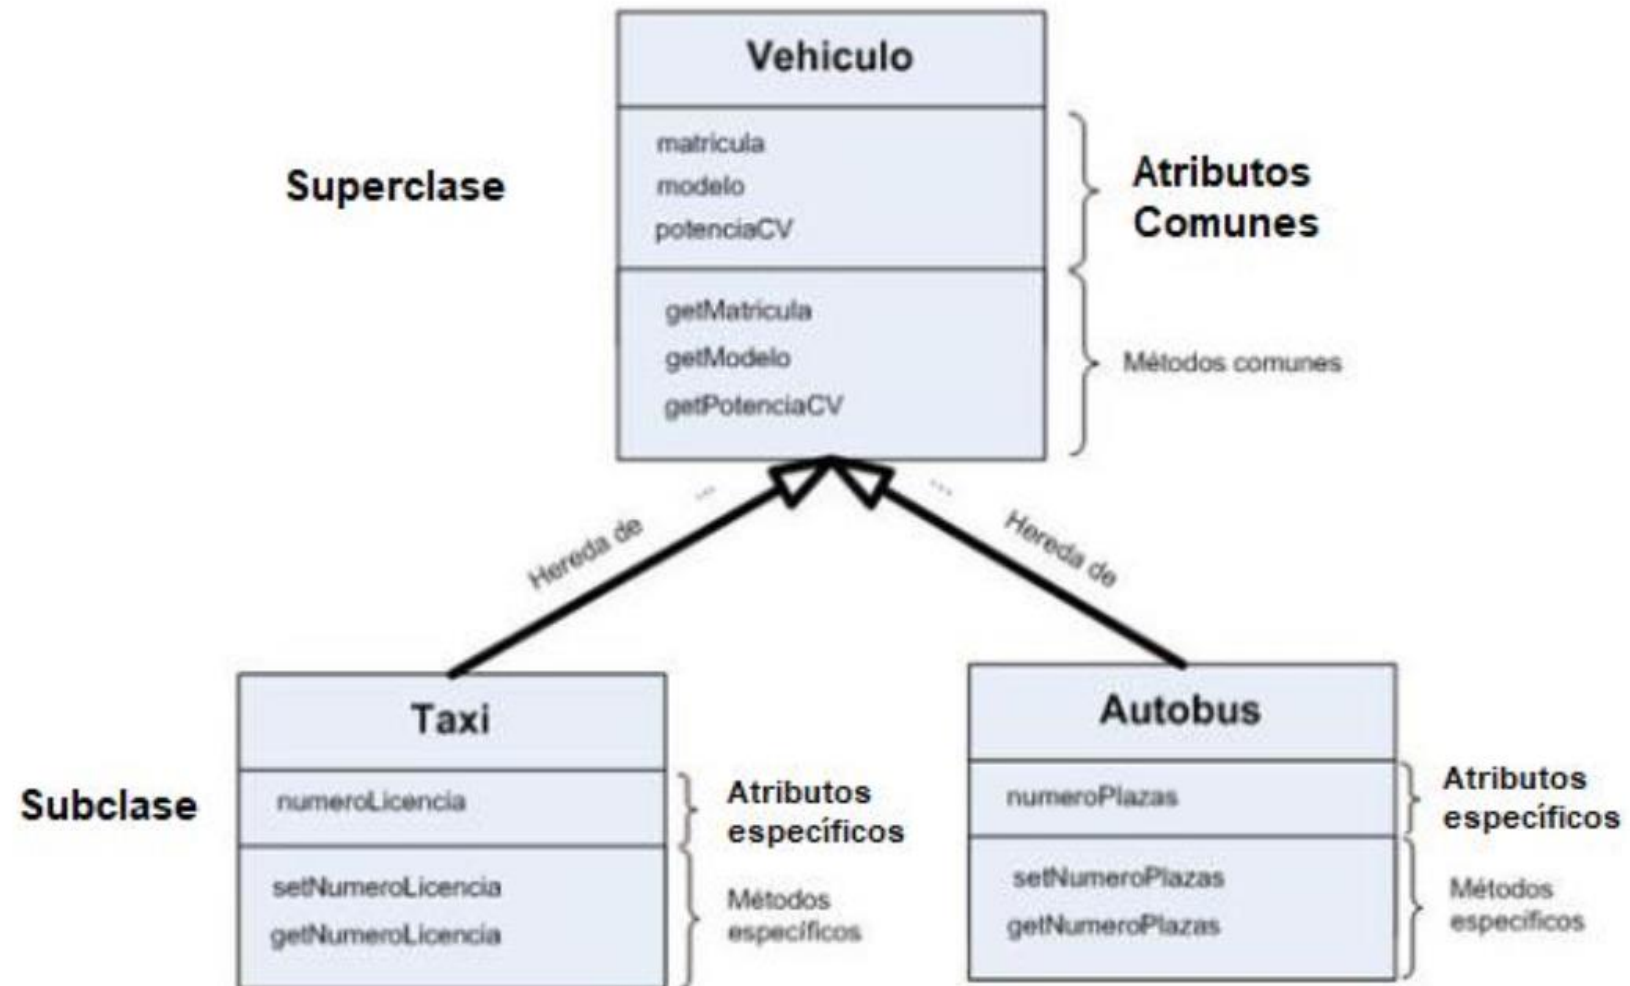 Vehiculo
Superclase
matricula
modelo
potenciaCV
Atributos
Comunes
getMatricula
getModelo
getPotenciaCV
Métodos comunes
...
Hereda de
...
Hereda de
Subclase
Taxi
numeroLicencia
Atributos
específicos
setNumeroLicencia
getNumeroLicencia
Métodos
específicos
Autobus
numeroPlazas
Atributos
específicos
setNumeroPlazas
getNumeroPlazas
Métodos
específicos